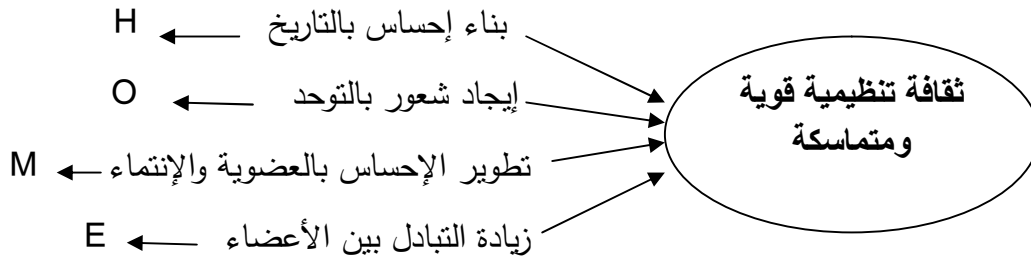 بناء إحساس بالتاريخ H
إيجاد شعور بالتوحد O
تطوير الإحساس بالعضوية والإنتماء M
زيادة التبادل بين الأعضاء E
ثقافة تنظيمية قوية
ومتماسكة